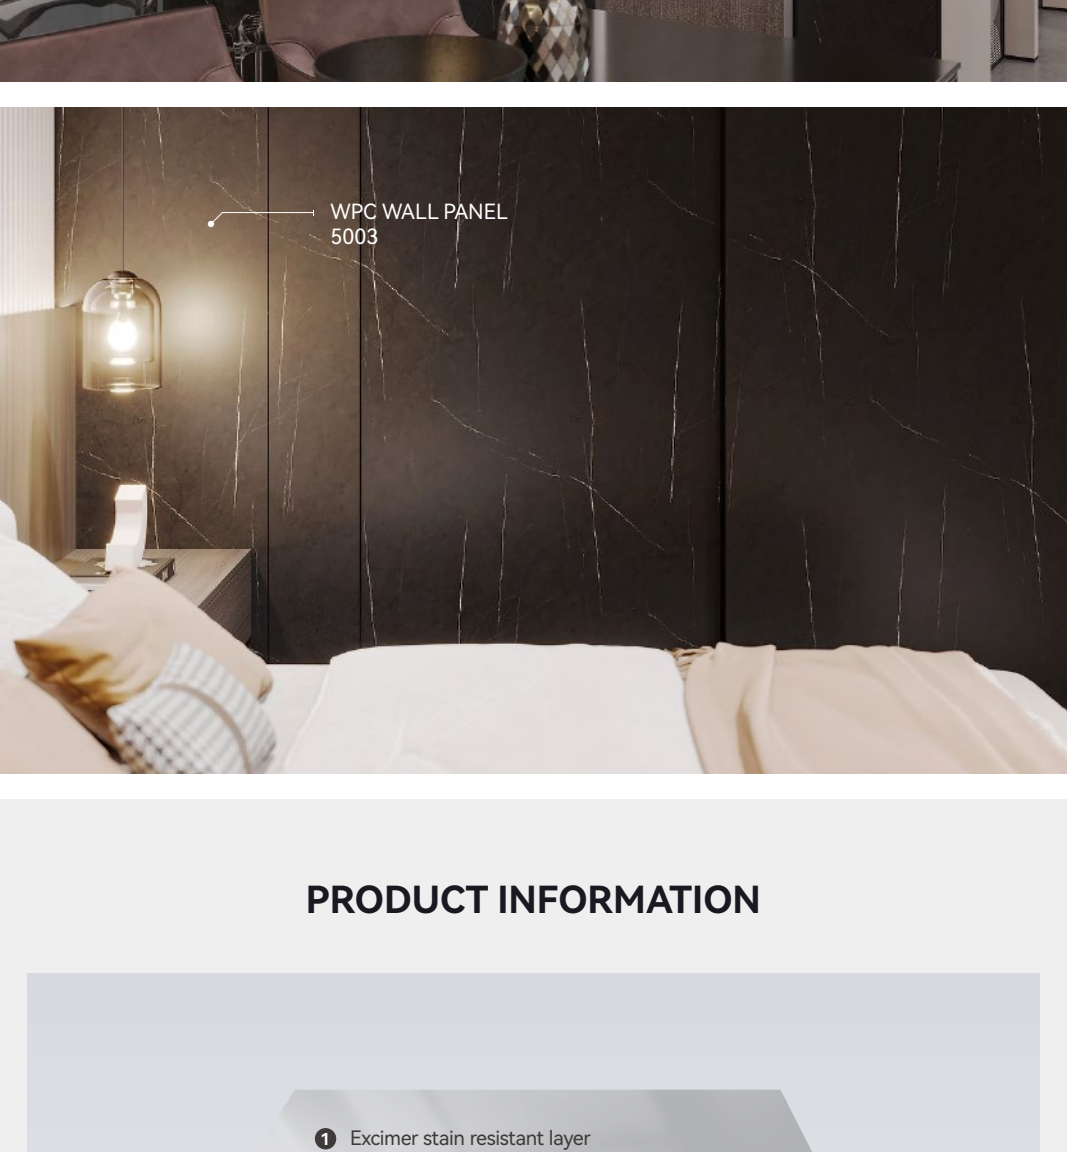 WPC WALL PANEL
5003
PRODUCT INFORMATION
1 Excimer stain resistant layer